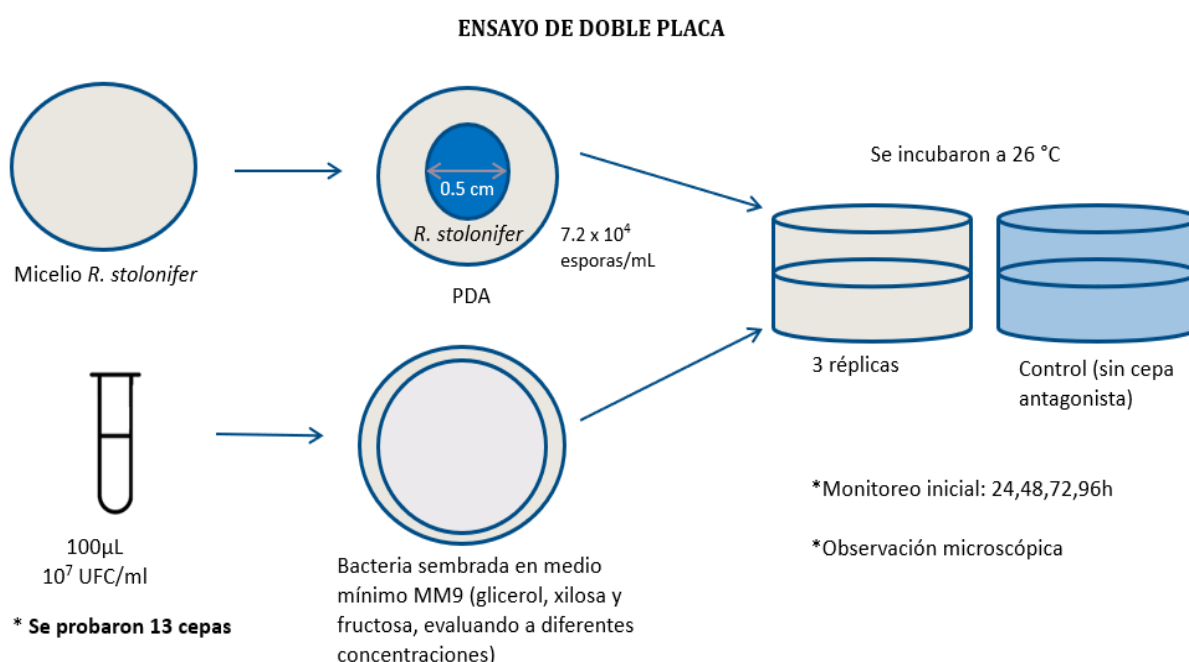 ENSAYO DE DOBLE PLACA
Micelio R. stolonifer
0.5 cm
R. stolonifer
7.2 x 10⁴
esporas/mL
PDA
Se incubaron a 26 °C
3 réplicas
Control (sin cepa
antagonista)
100µL
10⁷ UFC/ml
* Se probaron 13 cepas
Bacteria sembrada en medio
mínimo MM9 (glicerol, xilosa y
fructosa, evaluando a diferentes
concentraciones)
*Monitoreo inicial: 24,48,72,96h
*Observación microscópica